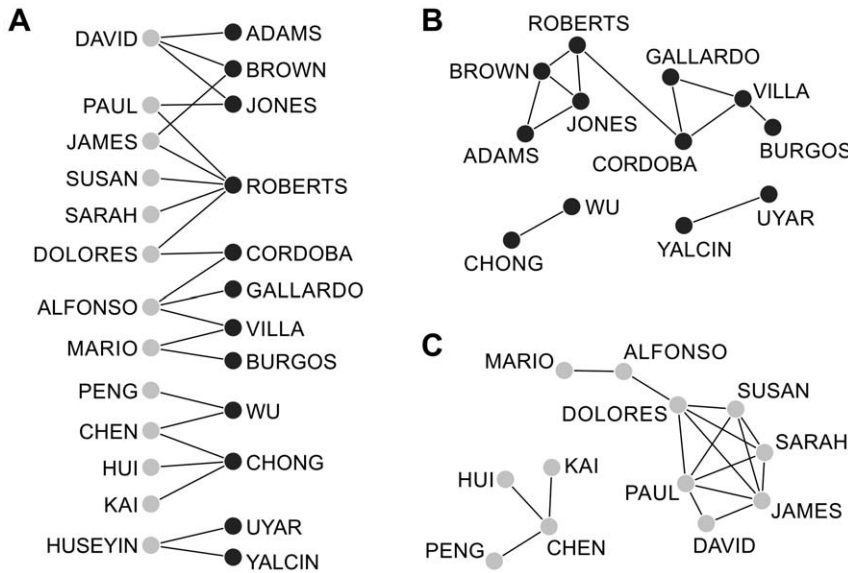 A
DAVID
ADAMS
BROWN
PAUL
JONES
JAMES
SUSAN
ROBERTS
SARAH
DOLORES
CORDOBA
GALLARDO
ALFONSO
VILLA
MARIO
BURGOS
PENG
WU
CHEN
HUI
CHONG
KAI
UYAR
HUSEYIN
YALCIN
B
ROBERTS
GALLARDO
BROWN
VILLA
JONES
ADAMS
CORDOBA
BURGOS
WU
UYAR
CHONG
YALCIN
C
MARIO
ALFONSO
SUSAN
DOLORES
SARAH
KAI
HUI
PAUL
JAMES
DAVID
PENG
CHEN